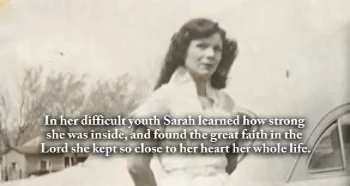 In her difficult youth Sarah learned how strong
she was inside, and found the great faith in the
Lord she kept so close to her heart her whole life.